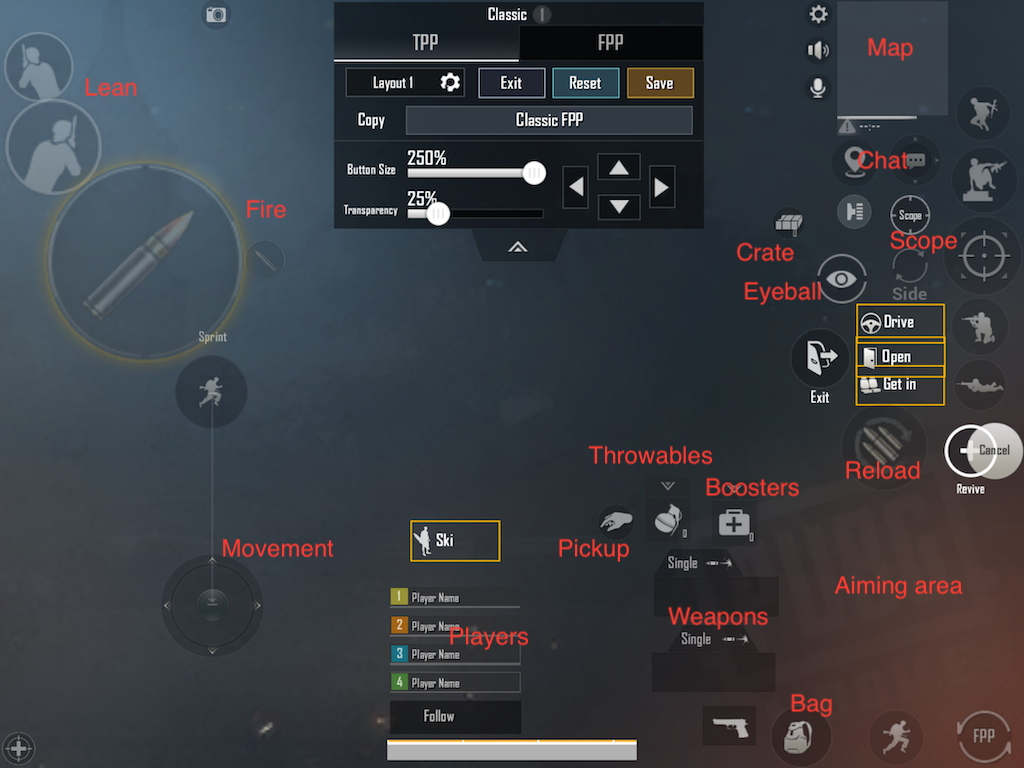 Classic
TPP
FPP
Layout 1
Exit
Reset
Save
Copy
Classic FPP
Button Size
250%
Transparency
25%
Lean
Fire
Sprint
Movement
Map
--:--
Chat
Scope
Scope
Crate
Eyeball
Side
Drive
Open
Get in
Exit
Reload
Cancel
Revive
Throwables
Boosters
0
0
Pickup
Ski
Single
Aiming area
Weapons
Single
1 Player Name
2 Player Name
Players
3 Player Name
4 Player Name
Follow
Bag
FPP